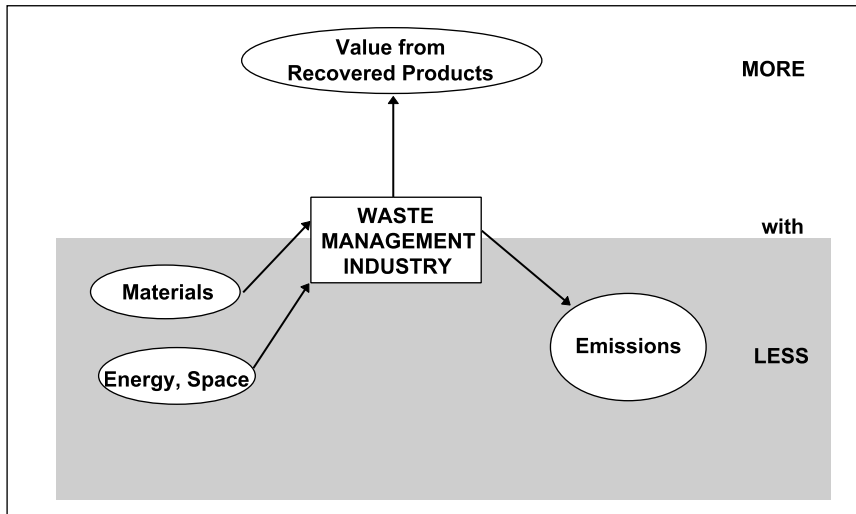 Value from
Recovered Products
MORE
WASTE
MANAGEMENT
INDUSTRY
with
Materials
Emissions
LESS
Energy, Space